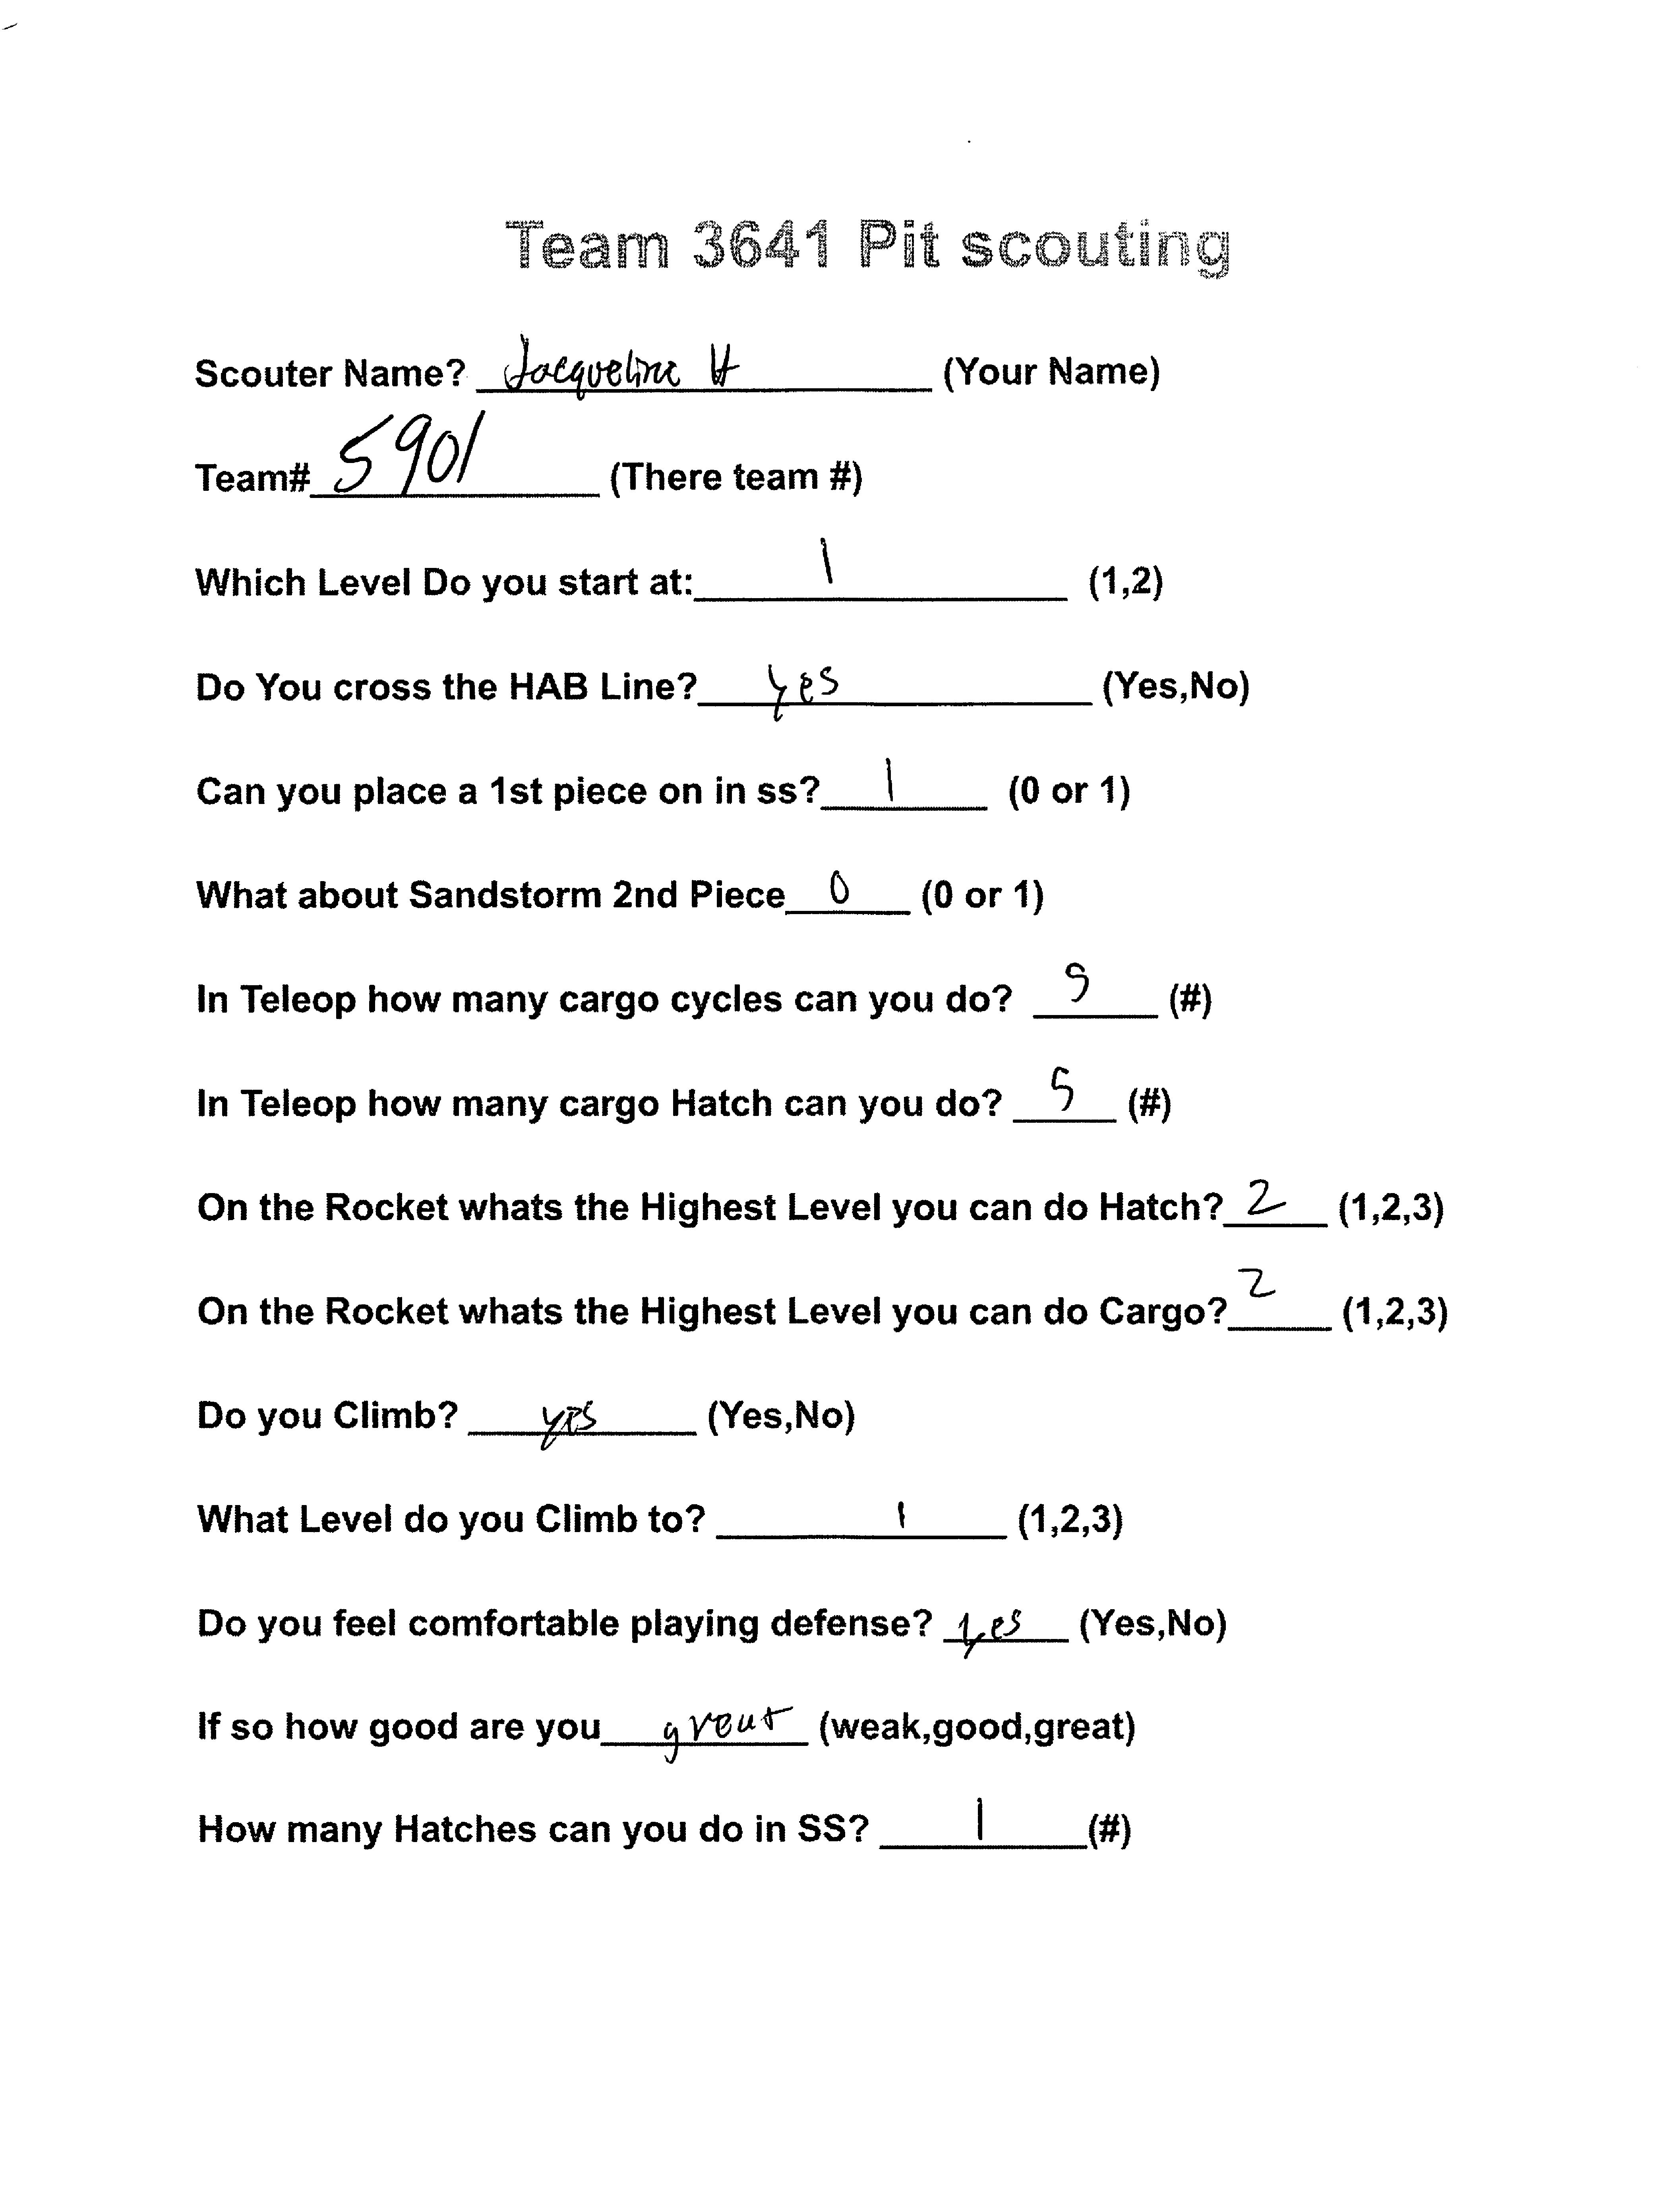 Team 3641 Pit scouting
Scouter Name? Jacqueline H (Your Name)
Team# 5901 (There team #)
Which Level Do you start at: 1 (1,2)
Do You cross the HAB Line? yes (Yes,No)
Can you place a 1st piece on in ss? 1 (0 or 1)
What about Sandstorm 2nd Piece 0 (0 or 1)
In Teleop how many cargo cycles can you do? (#)
In Teleop how many cargo Hatch can you do? 5 (#)
On the Rocket whats the Highest Level you can do Hatch? 2 (1,2,3)
On the Rocket whats the Highest Level you can do Cargo? 2 (1,2,3)
Do you Climb? yes (Yes,No)
What Level do you Climb to? 1 (1,2,3)
Do you feel comfortable playing defense? yes (Yes,No)
If so how good are you great (weak,good,great)
How many Hatches can you do in SS? 1 (#)